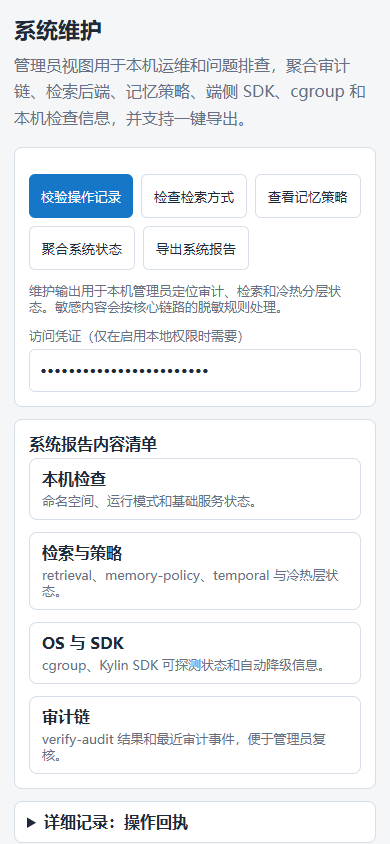 系统维护
管理员视图用于本机运维和问题排查，聚合审计
链、检索后端、记忆策略、端侧 SDK、cgroup 和
本机检查信息，并支持一键导出。
校验操作记录
检查检索方式
查看记忆策略
聚合系统状态
导出系统报告
维护输出用于本机管理员定位审计、检索和冷热分层状
态。敏感内容会按核心链路的脱敏规则处理。
访问凭证（仅在启用本地权限时需要）
••••••••••••••••••••••••
系统报告内容清单
本机检查
命名空间、运行模式和基础服务状态。
检索与策略
retrieval、memory-policy、temporal 与冷热层状
态。
OS 与 SDK
cgroup、Kylin SDK 可探测状态和自动降级信息。
审计链
verify-audit 结果和最近审计事件，便于管理员复
核。
▶ 详细记录：操作回执